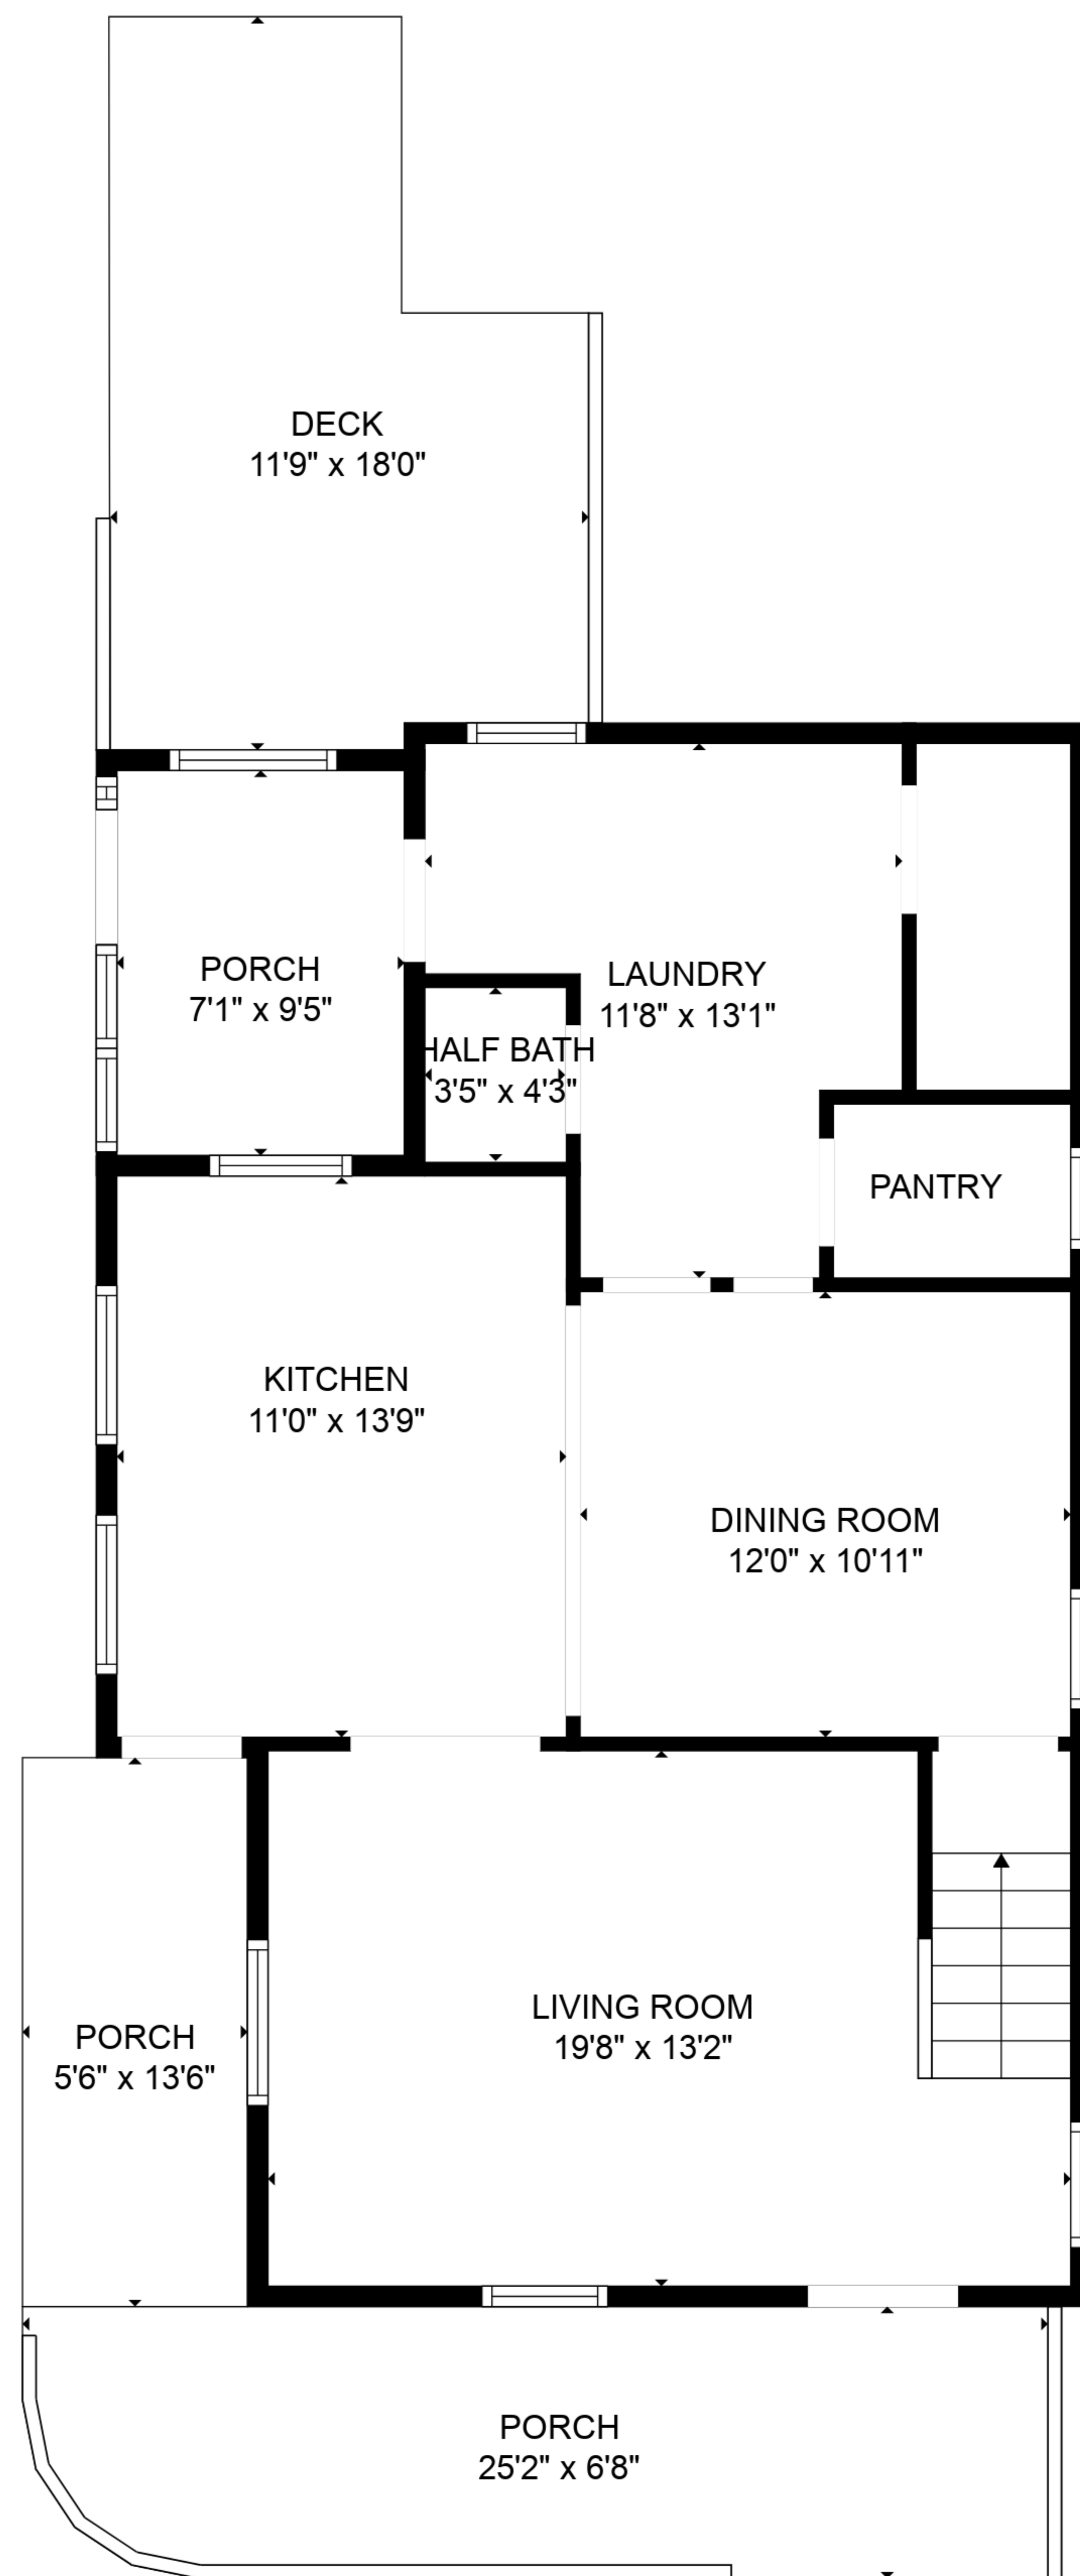 DECK
11'9" x 18'0"
PORCH
7'1" x 9'5"
LAUNDRY
11'8" x 13'1"
HALF BATH
3'5" x 4'3"
PANTRY
KITCHEN
11'0" x 13'9"
DINING ROOM
12'0" x 10'11"
LIVING ROOM
19'8" x 13'2"
PORCH
5'6" x 13'6"
PORCH
25'2" x 6'8"